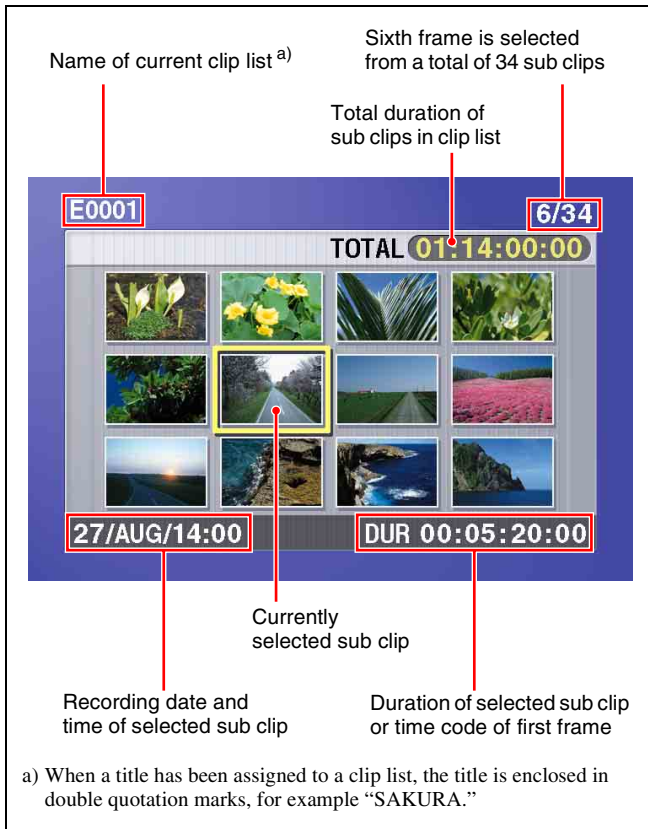 Name of current clip list a)
Sixth frame is selected
from a total of 34 sub clips
Total duration of
sub clips in clip list
E0001
6/34
TOTAL 01:14:00:00
27/AUG/14:00
DUR 00:05:20:00
Currently
selected sub clip
Recording date and
time of selected sub clip
Duration of selected sub clip
or time code of first frame
a) When a title has been assigned to a clip list, the title is enclosed in
double quotation marks, for example “SAKURA.”